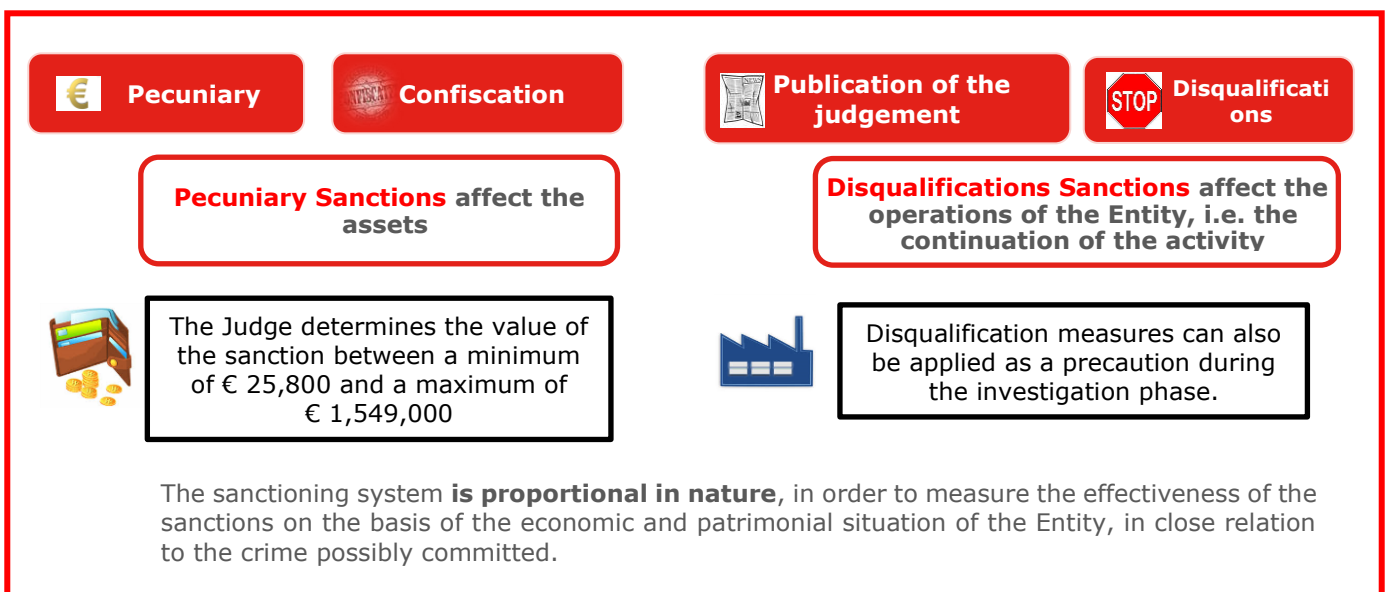 Pecuniary
Confiscation
Publication of the
judgement
STOP
Disqualificati
ons
Pecuniary Sanctions affect the
assets
Disqualifications Sanctions affect the
operations of the Entity, i.e. the
continuation of the activity
The Judge determines the value of
the sanction between a minimum
of € 25,800 and a maximum of
€ 1,549,000
Disqualification measures can also
be applied as a precaution during
the investigation phase.
The sanctioning system is proportional in nature, in order to measure the effectiveness of the
sanctions on the basis of the economic and patrimonial situation of the Entity, in close relation
to the crime possibly committed.